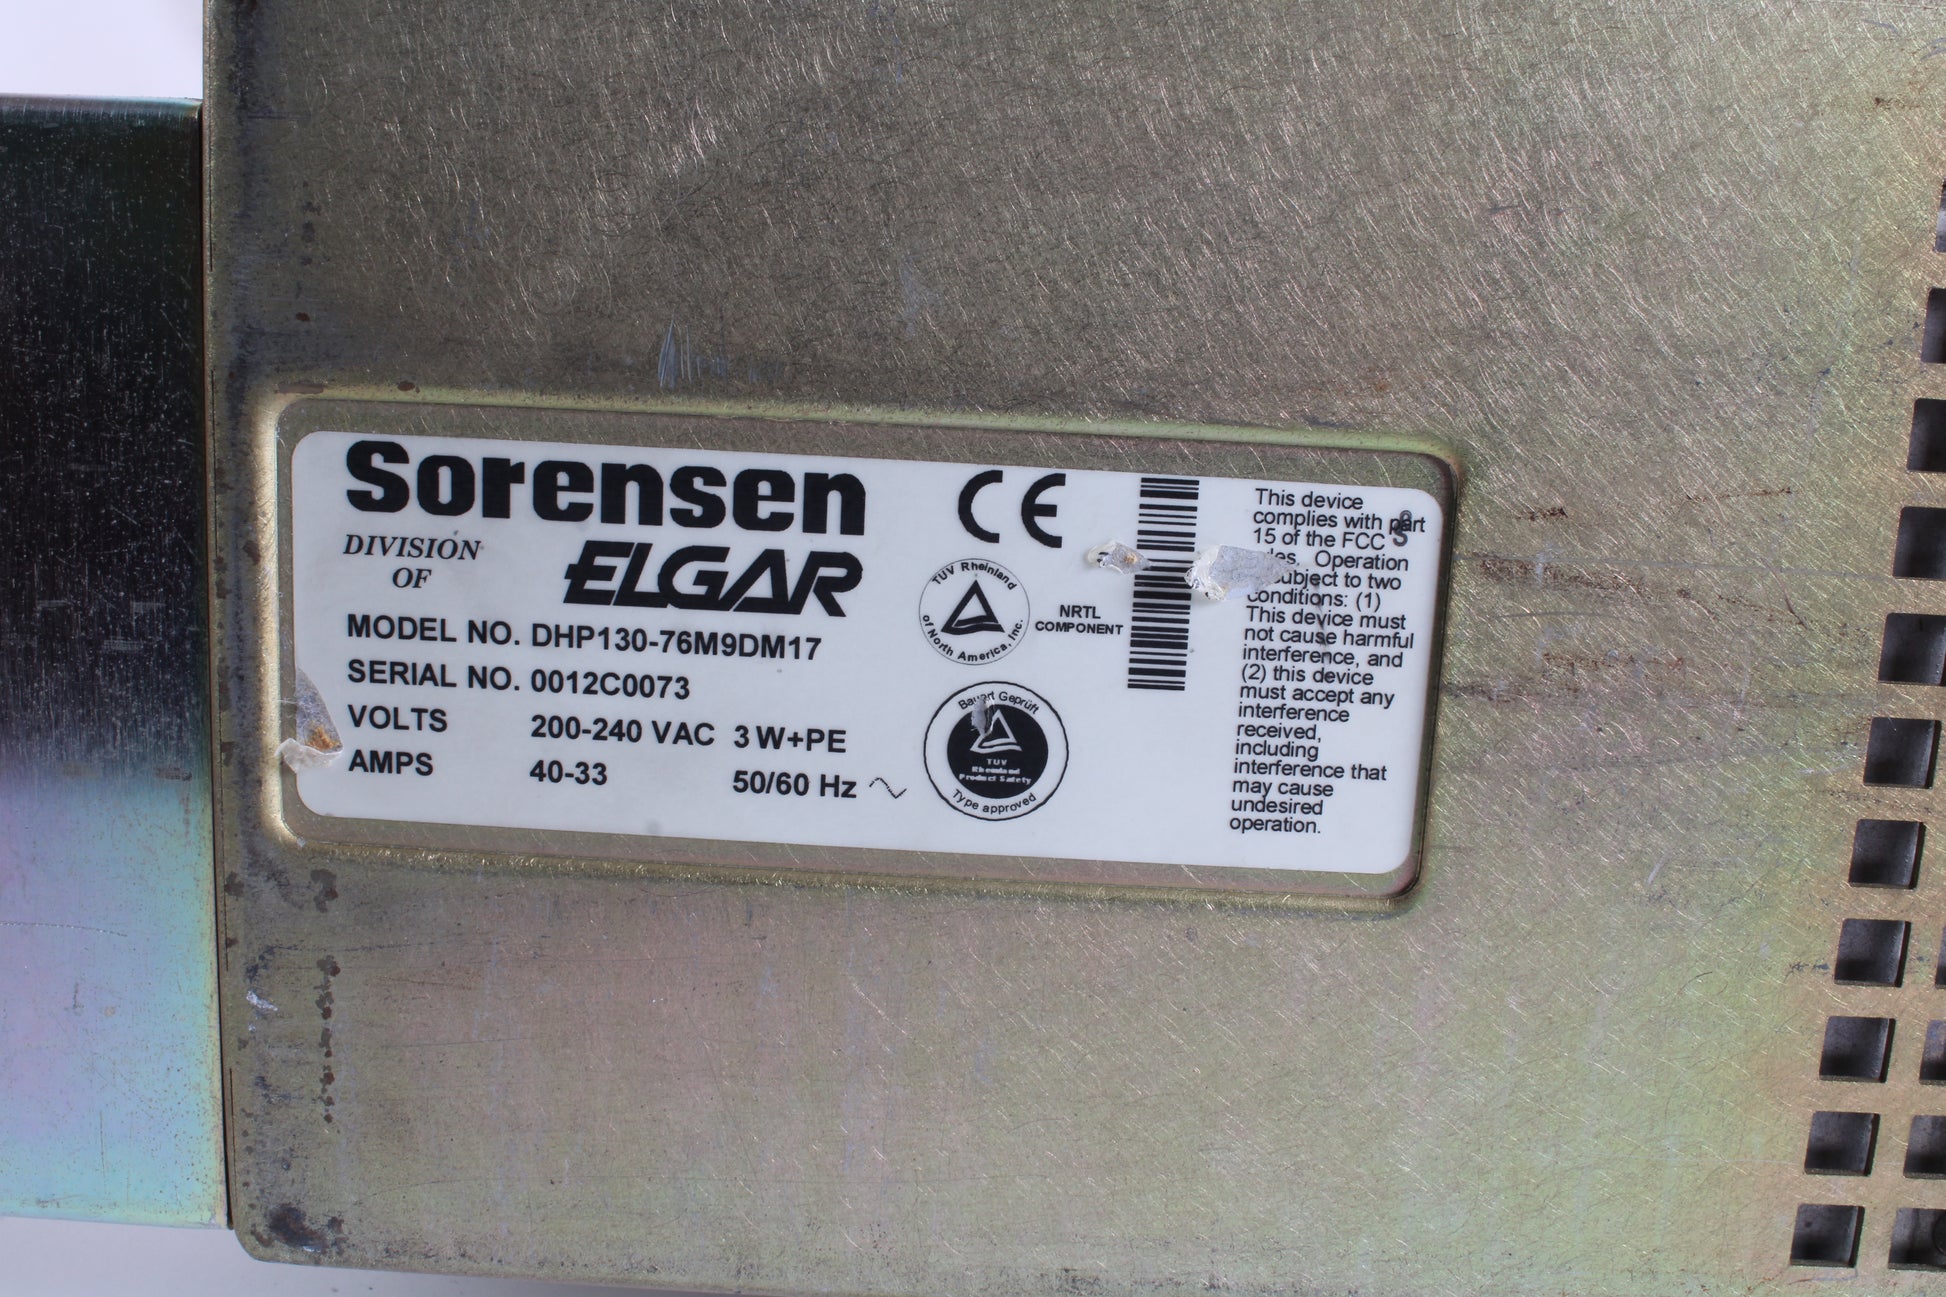 Sorensen
DIVISION
OF
ELGAR
MODEL NO. DHP130-76M9DM17
SERIAL NO. 0012C0073
VOLTS 200-240 VAC 3 W+PE
AMPS 40-33 50/60 Hz
CE
TUV Rheinland
of North America, Inc.
NRTL
COMPONENT
Bauart Geprüft
TUV
Rheinland
Product Safety
Type approved
This device
complies with part
15 of the FCC
Operation
subject to two
conditions: (1)
This device must
not cause harmful
interference, and
(2) this device
must accept any
interference
received,
including
interference that
may cause
undesired
operation.